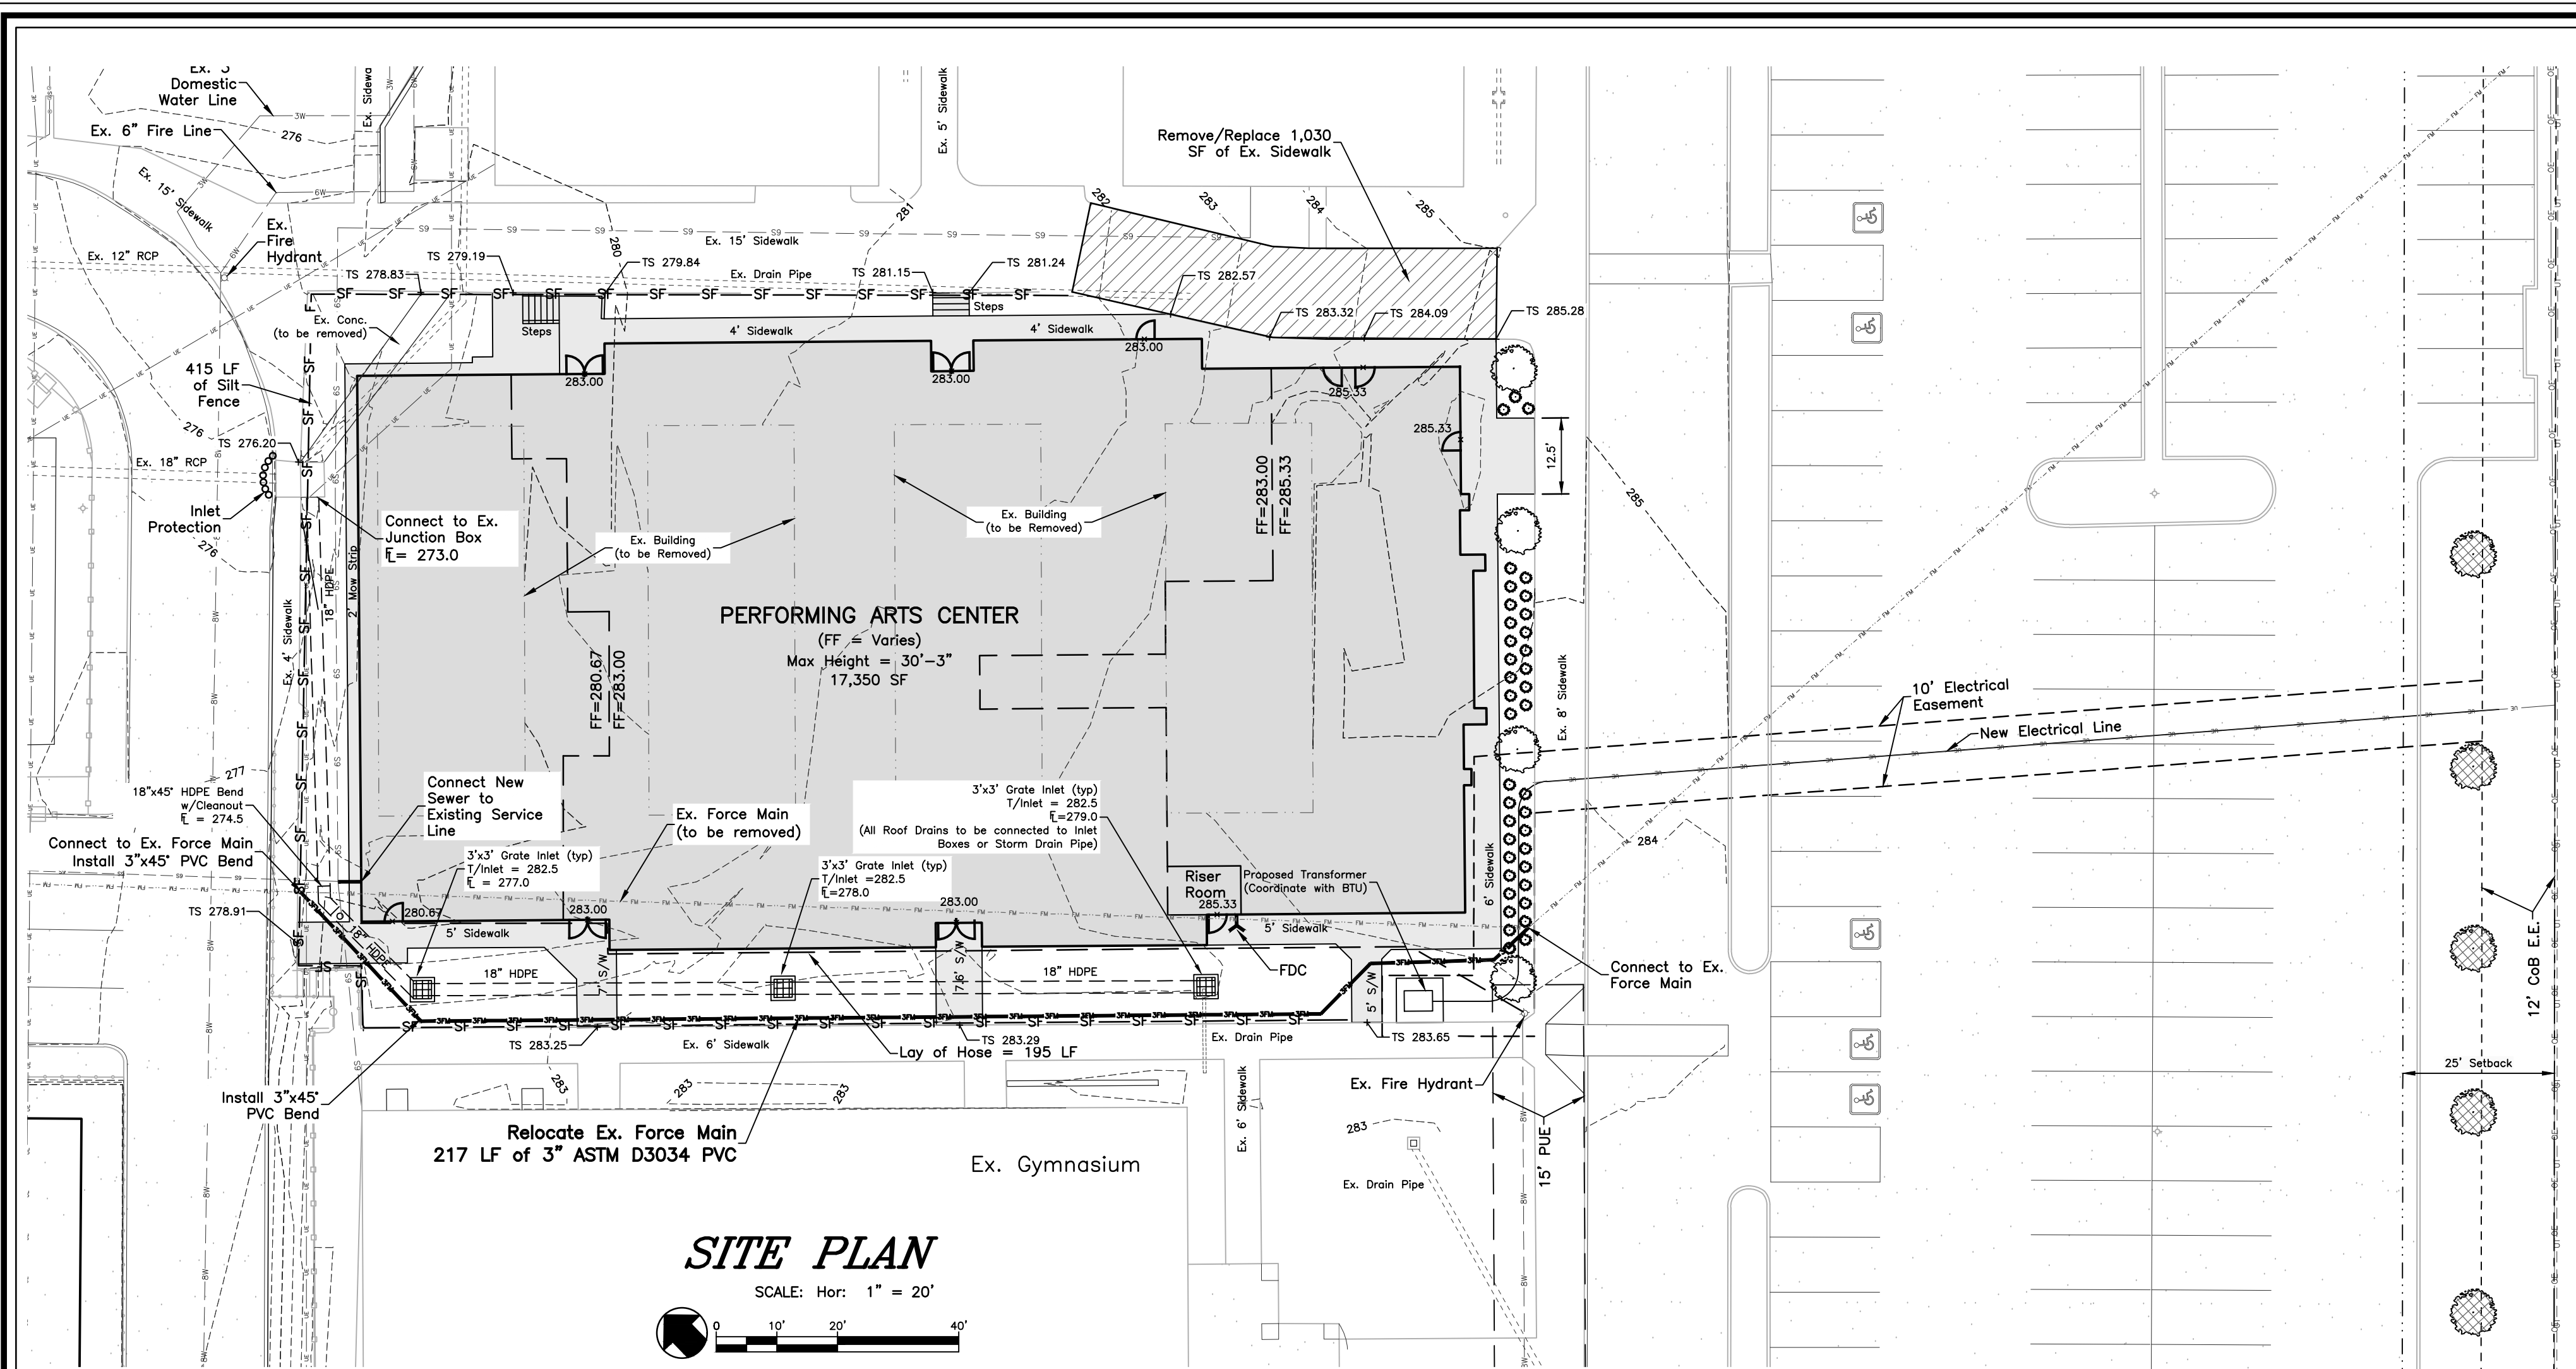 Domestic
Water Line
Ex. 6" Fire Line
276
Ex. 15' Sidewalk
Ex.
Fire
Hydrant
Ex. 12" RCP
Ex. 5' Sidewalk
Remove/Replace 1,030
SF of Ex. Sidewalk
281
282
283
284
285
280
Ex. 15' Sidewalk
Ex. Drain Pipe
TS 278.83
TS 279.19
TS 279.84
TS 281.15
TS 281.24
TS 282.57
TS 283.32
TS 284.09
TS 285.28
Ex. Conc.
(to be removed)
Steps
Steps
4' Sidewalk
4' Sidewalk
283.00
283.00
283.00
285.33
285.33
12.5'
415 LF
of Silt
Fence
276
TS 276.20
Ex. 18" RCP
Inlet
Protection
276
Connect to Ex.
Junction Box
FL= 273.0
18" HDPE
2' Mow Strip
Ex. 4' Sidewalk
Ex. Building
(to be Removed)
Ex. Building
(to be Removed)
FF=283.00
FF=285.33
FF=280.67
FF=283.00
PERFORMING ARTS CENTER
(FF = Varies)
Max Height = 30'-3"
17,350 SF
285
Ex. 8' Sidewalk
10' Electrical
Easement
New Electrical Line
284
277
18"x45° HDPE Bend
w/Cleanout
FL = 274.5
Connect to Ex. Force Main
Install 3"x45° PVC Bend
Connect New
Sewer to
Existing Service
Line
Ex. Force Main
(to be removed)
3'x3' Grate Inlet (typ)
T/Inlet = 282.5
FL = 277.0
3'x3' Grate Inlet (typ)
T/Inlet =282.5
FL=278.0
3'x3' Grate Inlet (typ)
T/Inlet = 282.5
FL=279.0
(All Roof Drains to be connected to Inlet
Boxes or Storm Drain Pipe)
Riser
Room
285.33
Proposed Transformer
(Coordinate with BTU)
6' Sidewalk
TS 278.91
280.67
283.00
283.00
5' Sidewalk
5' Sidewalk
18" HDPE
18" HDPE
18" HDPE
7' S/W
7.6' S/W
5' S/W
FDC
Connect to Ex.
Force Main
12' CoB E.E.
25' Setback
TS 283.25
Ex. 6' Sidewalk
TS 283.29
Lay of Hose = 195 LF
Ex. Drain Pipe
TS 283.65
Ex. Fire Hydrant
15' PUE
283
283
283
283
Install 3"x45°
PVC Bend
Relocate Ex. Force Main
217 LF of 3" ASTM D3034 PVC
Ex. Gymnasium
Ex. 6' Sidewalk
Ex. Drain Pipe
SITE PLAN
SCALE: Hor: 1" = 20'
0 10' 20' 40'